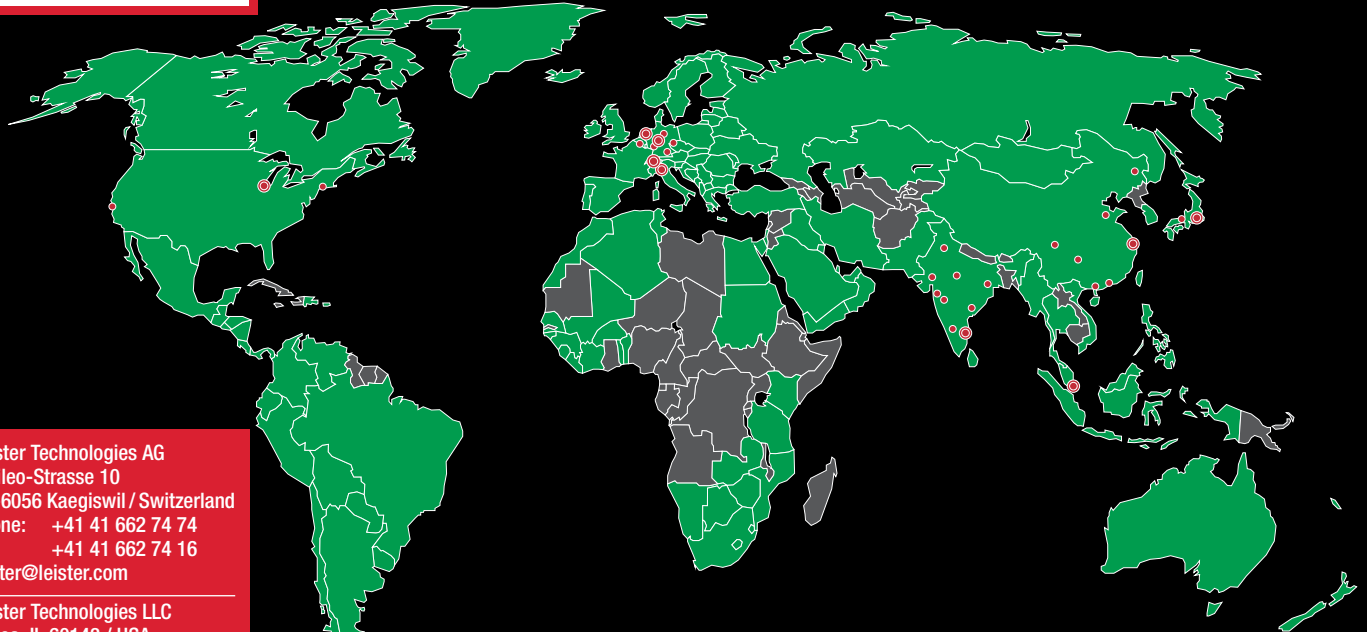 ster Technologies AG
leo-Strasse 10
6056 Kaegiswil / Switzerland
ne: +41 41 662 74 74
+41 41 662 74 16
ter@leister.com
ster Technologies LLC